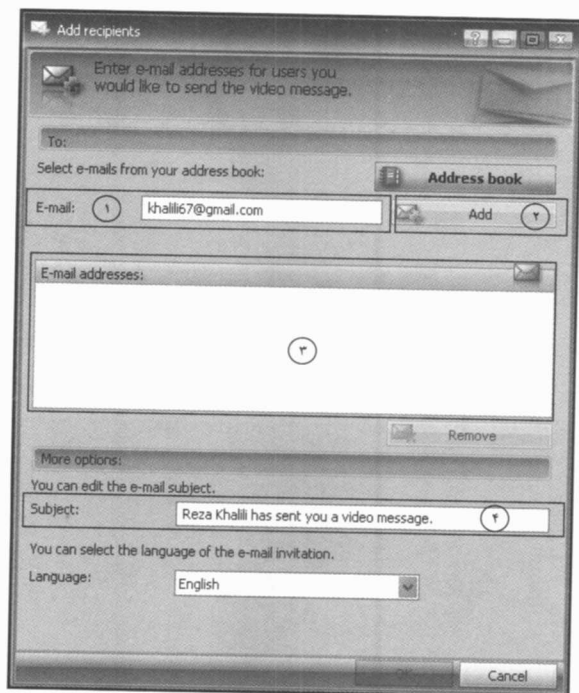 Add recipients
Enter e-mail addresses for users you
would like to send the video message.
To:
Select e-mails from your address book:
Address book
E-mail: ۱ khalili67@gmail.com Add ۲
E-mail addresses:
۳
Remove
More options:
You can edit the e-mail subject.
Subject: Reza Khalili has sent you a video message. ۴
You can select the language of the e-mail invitation.
Language: English
Cancel